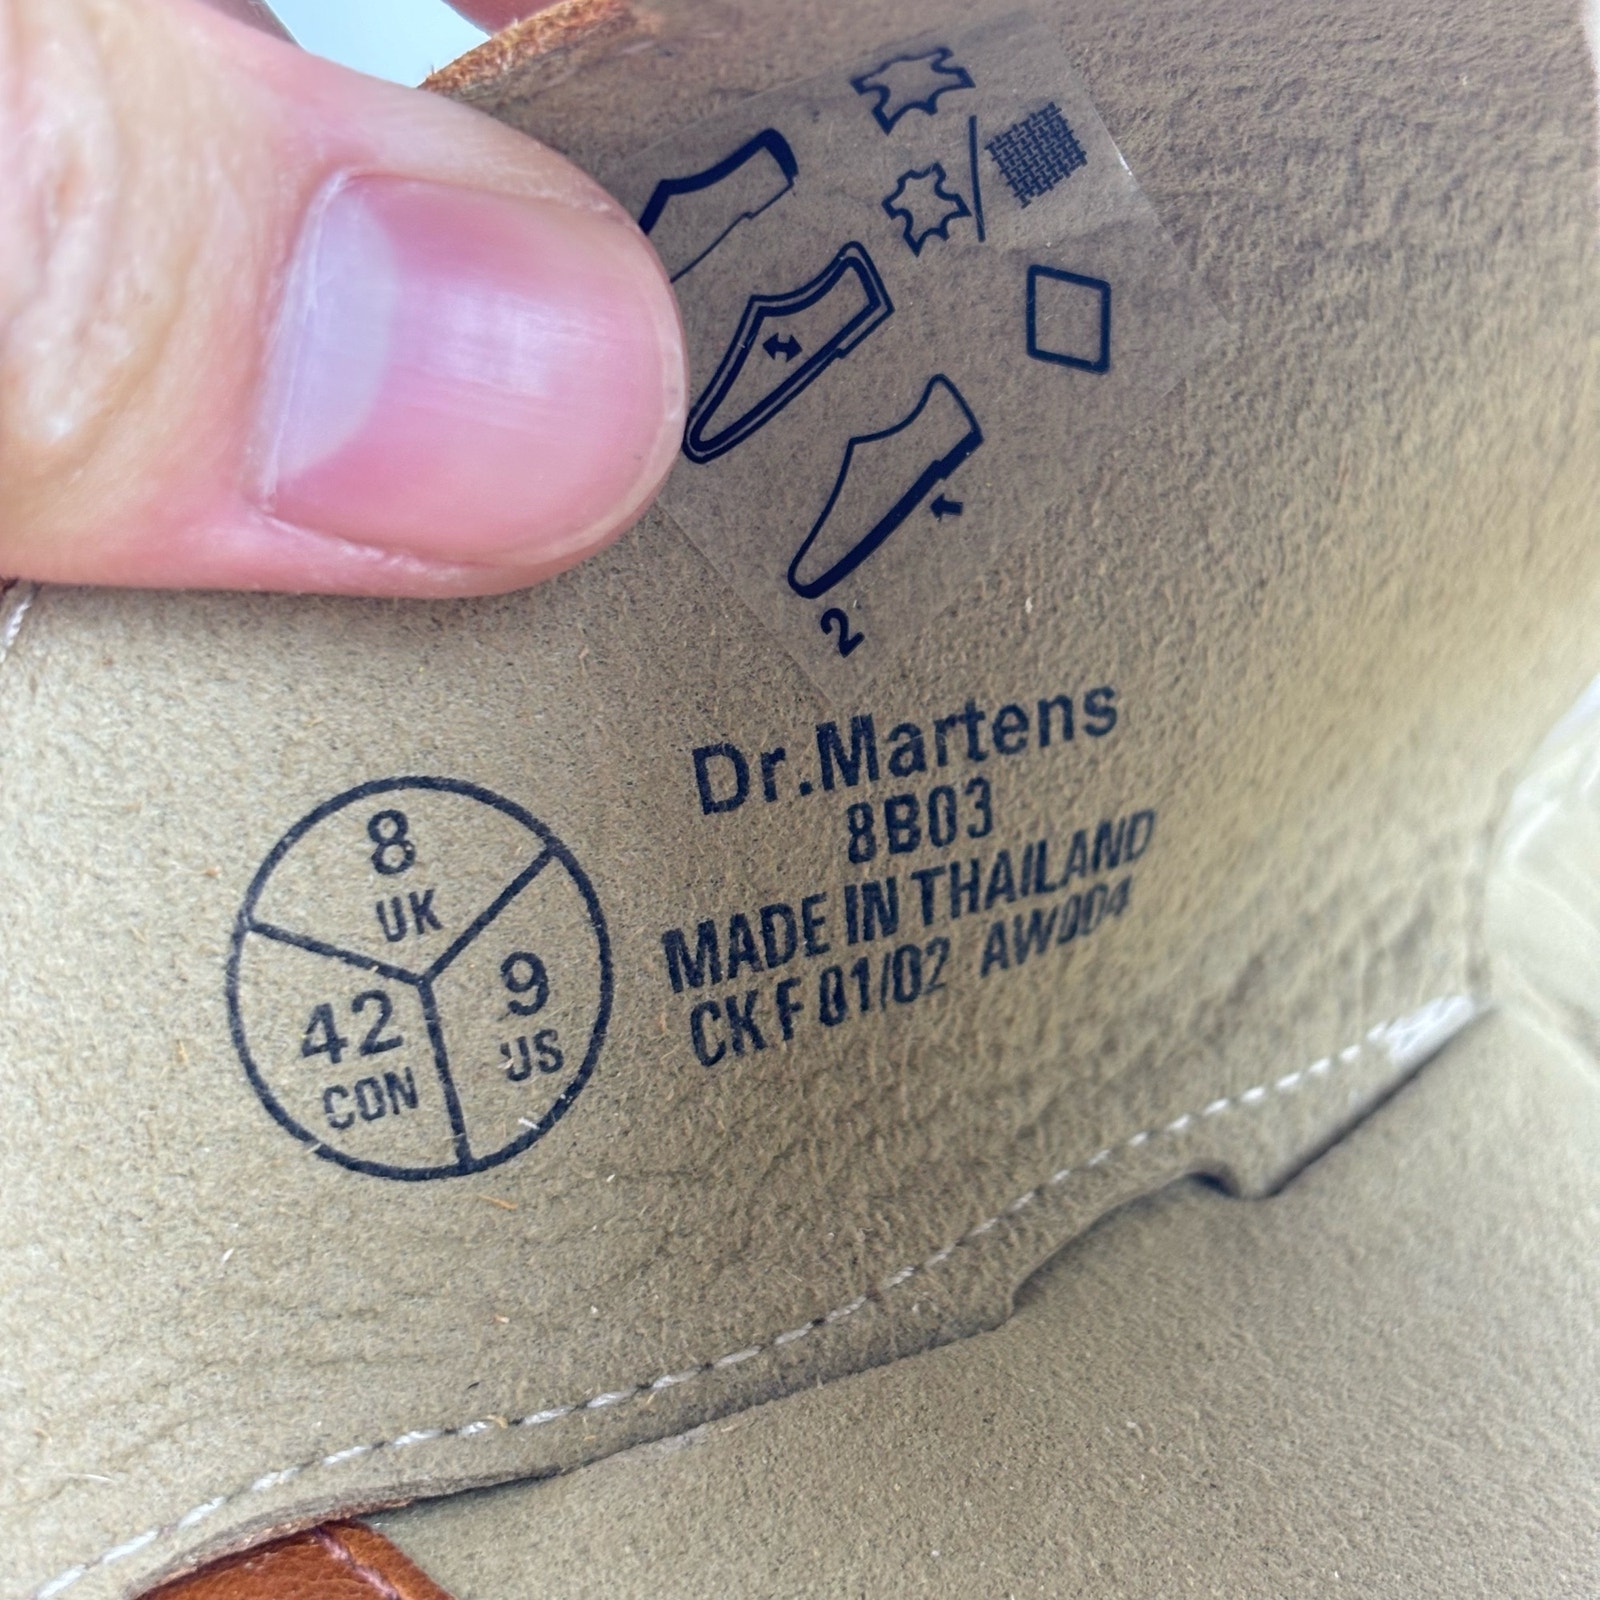 2
Dr.Martens
8B03
MADE IN THAILAND
CK F 01/02 AW004
8
UK
42
CON
9
US